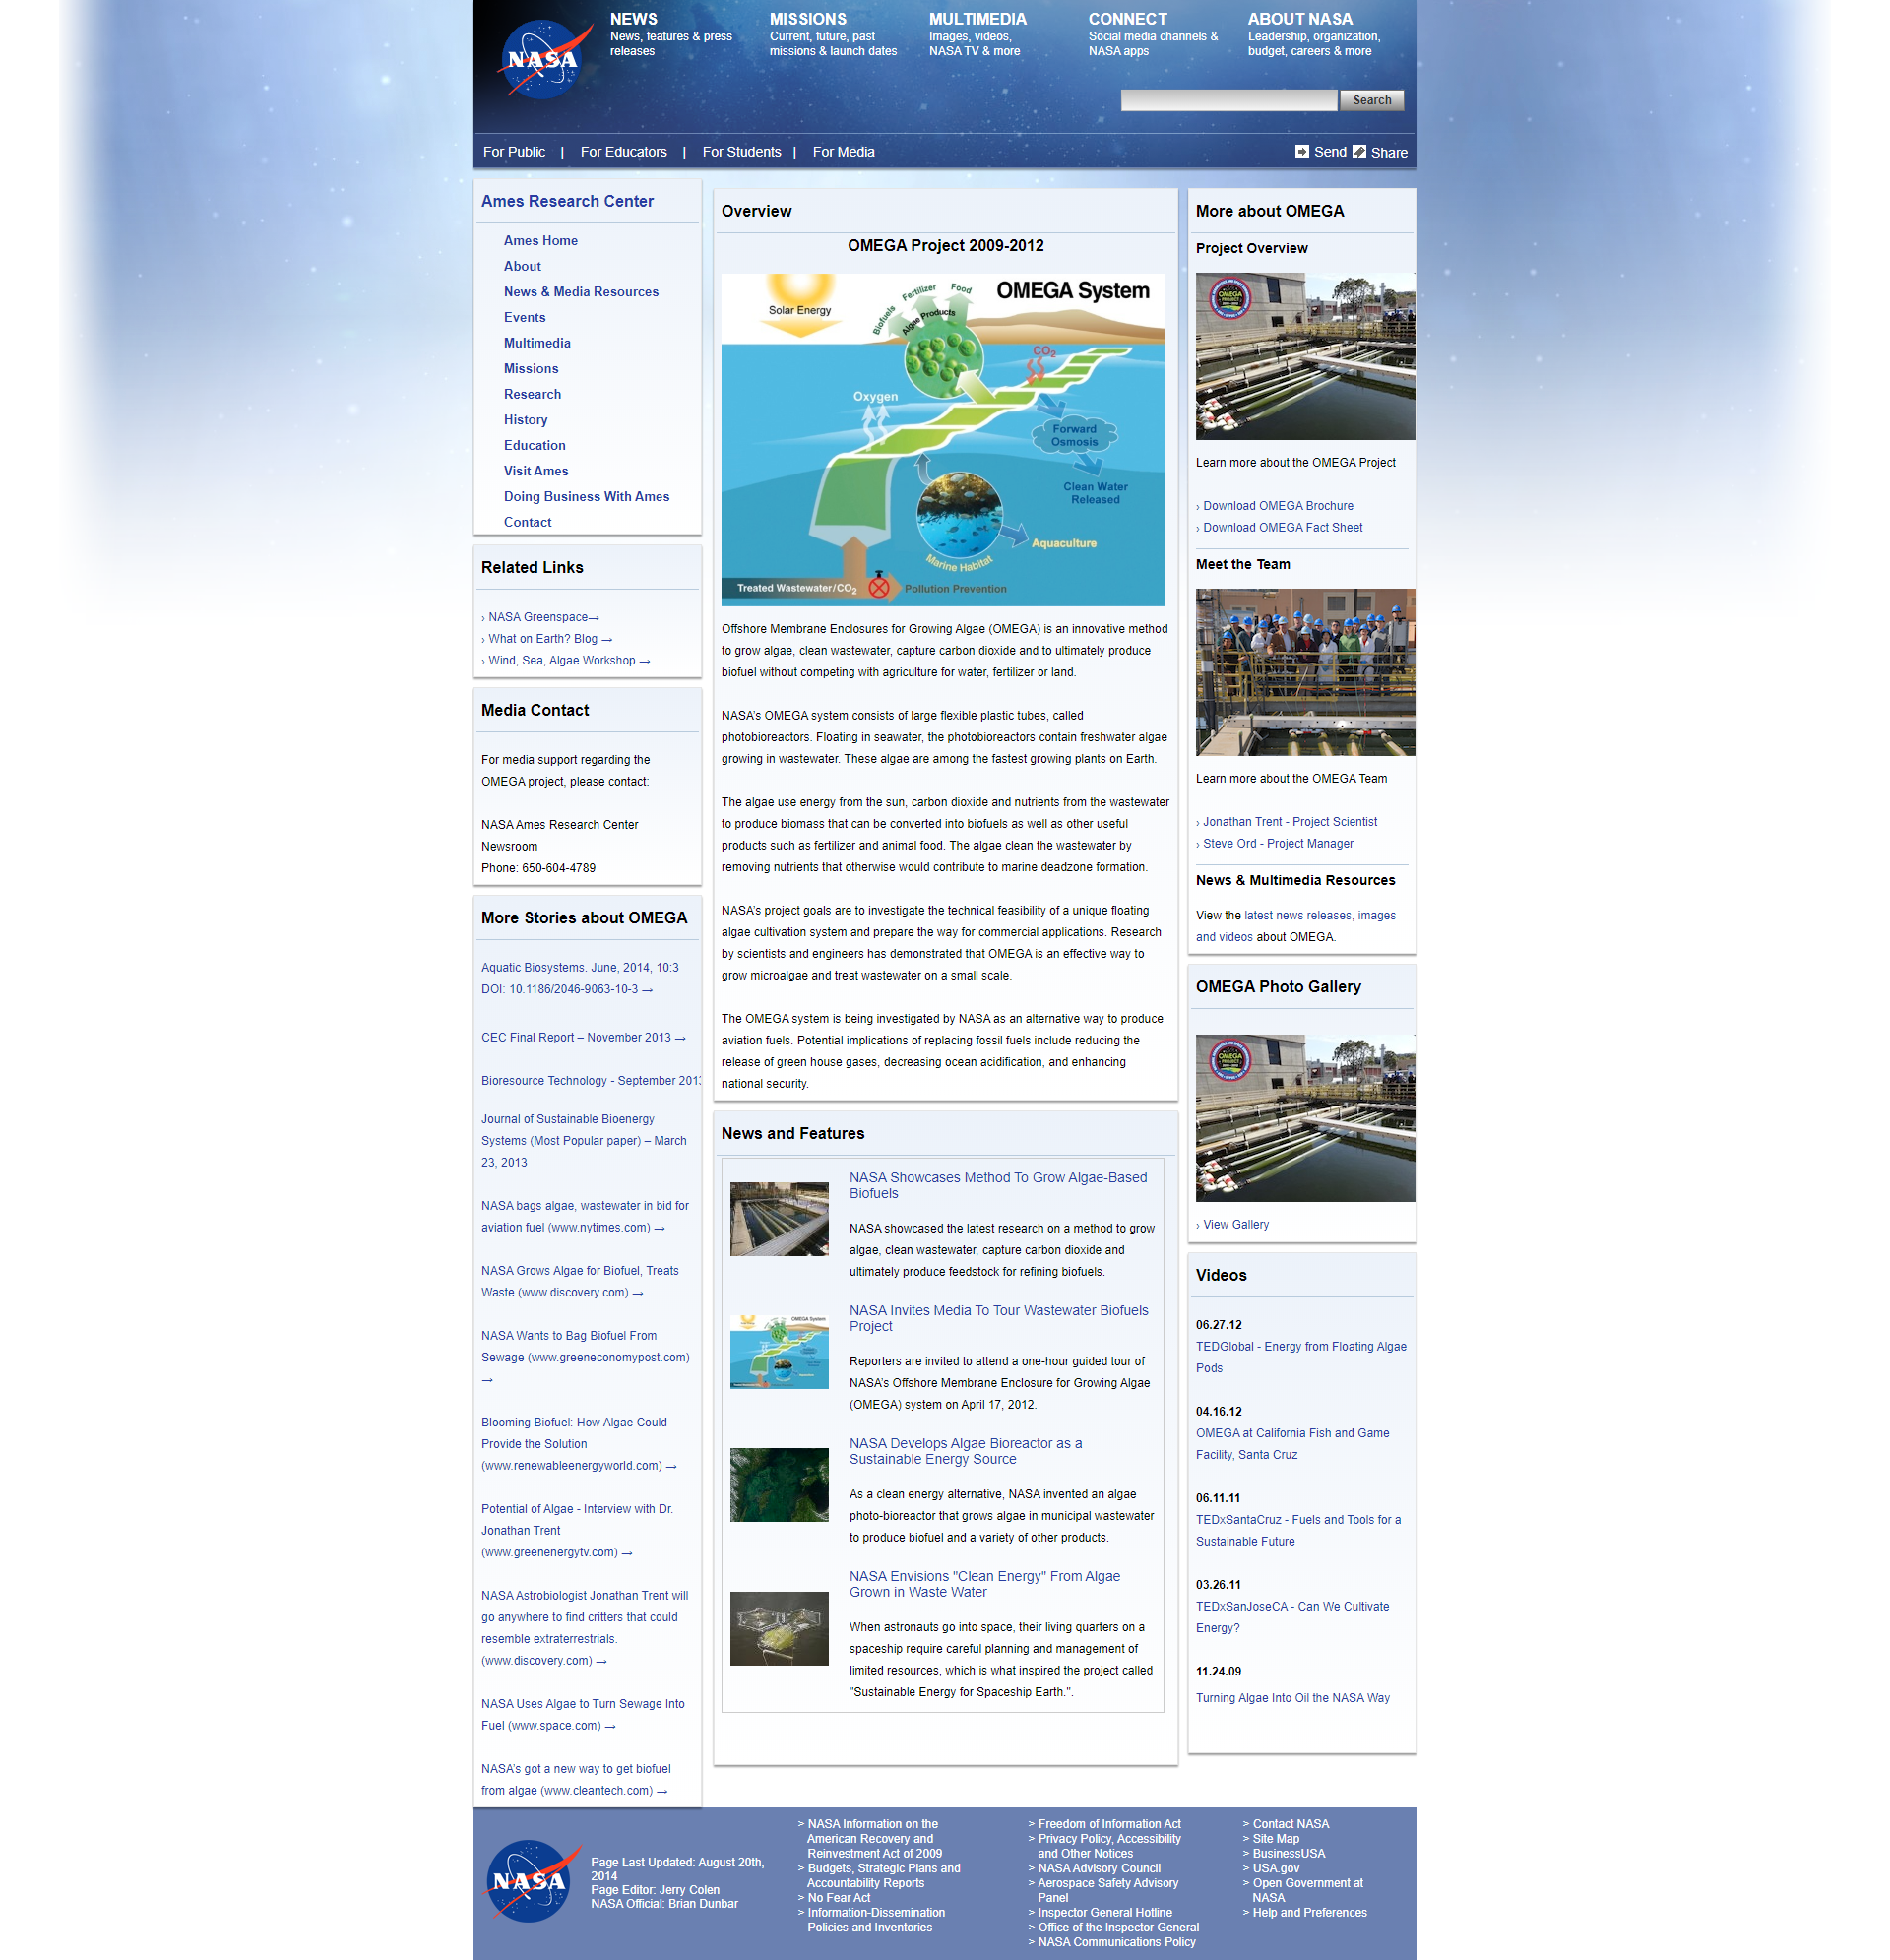 NASA
NEWS
News, features & press
releases
MISSIONS
Current, future, past
missions & launch dates
MULTIMEDIA
Images, videos,
NASA TV & more
CONNECT
Social media channels &
NASA apps
ABOUT NASA
Leadership, organization,
budget, careers & more
Search
For Public | For Educators | For Students | For Media
Send Share
Ames Research Center
Ames Home
About
News & Media Resources
Events
Multimedia
Missions
Research
History
Education
Visit Ames
Doing Business With Ames
Contact
Related Links
› NASA Greenspace→
› What on Earth? Blog →
› Wind, Sea, Algae Workshop →
Media Contact
For media support regarding the
OMEGA project, please contact:
NASA Ames Research Center
Newsroom
Phone: 650-604-4789
More Stories about OMEGA
Aquatic Biosystems. June, 2014, 10:3
DOI: 10.1186/2046-9063-10-3 →
CEC Final Report – November 2013 →
Bioresource Technology - September 2013
Journal of Sustainable Bioenergy
Systems (Most Popular paper) – March
23, 2013
NASA bags algae, wastewater in bid for
aviation fuel (www.nytimes.com) →
NASA Grows Algae for Biofuel, Treats
Waste (www.discovery.com) →
NASA Wants to Bag Biofuel From
Sewage (www.greeneconomypost.com)
→
Blooming Biofuel: How Algae Could
Provide the Solution
(www.renewableenergyworld.com) →
Potential of Algae - Interview with Dr.
Jonathan Trent
(www.greenenergytv.com) →
NASA Astrobiologist Jonathan Trent will
go anywhere to find critters that could
resemble extraterrestrials.
(www.discovery.com) →
NASA Uses Algae to Turn Sewage Into
Fuel (www.space.com) →
NASA's got a new way to get biofuel
from algae (www.cleantech.com) →
Overview
OMEGA Project 2009-2012
OMEGA System
Solar Energy
Biofuels
Fertilizer
Food
Algae Products
CO2
Oxygen
Forward
Osmosis
Clean Water
Released
Aquaculture
Marine Habitat
Treated Wastewater/CO2
Pollution Prevention
Offshore Membrane Enclosures for Growing Algae (OMEGA) is an innovative method
to grow algae, clean wastewater, capture carbon dioxide and to ultimately produce
biofuel without competing with agriculture for water, fertilizer or land.
NASA's OMEGA system consists of large flexible plastic tubes, called
photobioreactors. Floating in seawater, the photobioreactors contain freshwater algae
growing in wastewater. These algae are among the fastest growing plants on Earth.
The algae use energy from the sun, carbon dioxide and nutrients from the wastewater
to produce biomass that can be converted into biofuels as well as other useful
products such as fertilizer and animal food. The algae clean the wastewater by
removing nutrients that otherwise would contribute to marine deadzone formation.
NASA's project goals are to investigate the technical feasibility of a unique floating
algae cultivation system and prepare the way for commercial applications. Research
by scientists and engineers has demonstrated that OMEGA is an effective way to
grow microalgae and treat wastewater on a small scale.
The OMEGA system is being investigated by NASA as an alternative way to produce
aviation fuels. Potential implications of replacing fossil fuels include reducing the
release of green house gases, decreasing ocean acidification, and enhancing
national security.
News and Features
NASA Showcases Method To Grow Algae-Based
Biofuels
NASA showcased the latest research on a method to grow
algae, clean wastewater, capture carbon dioxide and
ultimately produce feedstock for refining biofuels.
OMEGA System
NASA Invites Media To Tour Wastewater Biofuels
Project
Reporters are invited to attend a one-hour guided tour of
NASA's Offshore Membrane Enclosure for Growing Algae
(OMEGA) system on April 17, 2012.
NASA Develops Algae Bioreactor as a
Sustainable Energy Source
As a clean energy alternative, NASA invented an algae
photo-bioreactor that grows algae in municipal wastewater
to produce biofuel and a variety of other products.
NASA Envisions "Clean Energy" From Algae
Grown in Waste Water
When astronauts go into space, their living quarters on a
spaceship require careful planning and management of
limited resources, which is what inspired the project called
"Sustainable Energy for Spaceship Earth.".
More about OMEGA
Project Overview
OMEGA
PROJECT
Learn more about the OMEGA Project
› Download OMEGA Brochure
› Download OMEGA Fact Sheet
Meet the Team
Learn more about the OMEGA Team
› Jonathan Trent - Project Scientist
› Steve Ord - Project Manager
News & Multimedia Resources
View the latest news releases, images
and videos about OMEGA.
OMEGA Photo Gallery
OMEGA
PROJECT
› View Gallery
Videos
06.27.12
TEDGlobal - Energy from Floating Algae
Pods
04.16.12
OMEGA at California Fish and Game
Facility, Santa Cruz
06.11.11
TEDxSantaCruz - Fuels and Tools for a
Sustainable Future
03.26.11
TEDxSanJoseCA - Can We Cultivate
Energy?
11.24.09
Turning Algae Into Oil the NASA Way
NASA
Page Last Updated: August 20th,
2014
Page Editor: Jerry Colen
NASA Official: Brian Dunbar
> NASA Information on the
American Recovery and
Reinvestment Act of 2009
> Budgets, Strategic Plans and
Accountability Reports
> No Fear Act
> Information-Dissemination
Policies and Inventories
> Freedom of Information Act
> Privacy Policy, Accessibility
and Other Notices
> NASA Advisory Council
> Aerospace Safety Advisory
Panel
> Inspector General Hotline
> Office of the Inspector General
> NASA Communications Policy
> Contact NASA
> Site Map
> BusinessUSA
> USA.gov
> Open Government at
NASA
> Help and Preferences